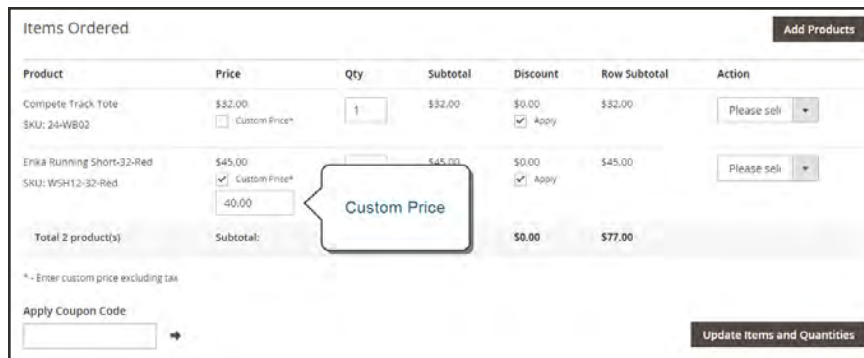 Items Ordered
Add Products
Product Price Qty Subtotal Discount Row Subtotal Action
Compete Track Tote $32.00 1 $32.00 $0.00 $32.00 Please sele
SKU: 24-WB02 Custom Price* Apply
Erika Running Short-32-Red $45.00 $45.00 $0.00 $45.00 Please sele
SKU: WSH12-32-Red Custom Price* Apply
40.00
Custom Price
Total 2 product(s) Subtotal: $0.00 $77.00
* - Enter custom price excluding tax
Apply Coupon Code
Update Items and Quantities